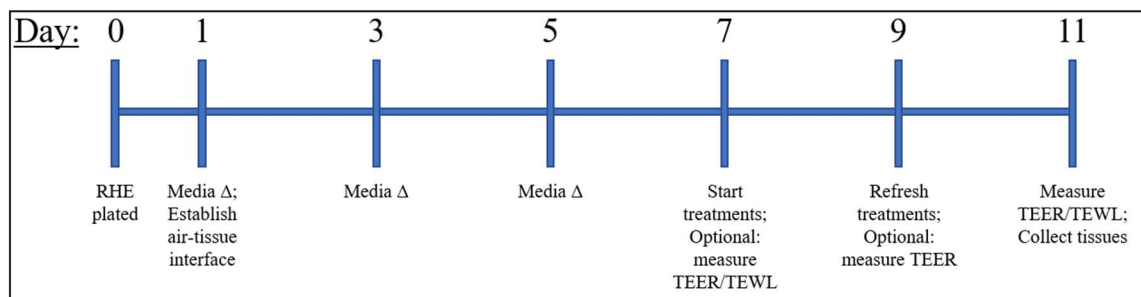 Day: 0 1 3 5 7 9 11
RHE
plated
Media Δ;
Establish
air-tissue
interface
Media Δ
Media Δ
Start
treatments;
Optional:
measure
TEER/TEWL
Refresh
treatments;
Optional:
measure TEER
Measure
TEER/TEWL;
Collect tissues